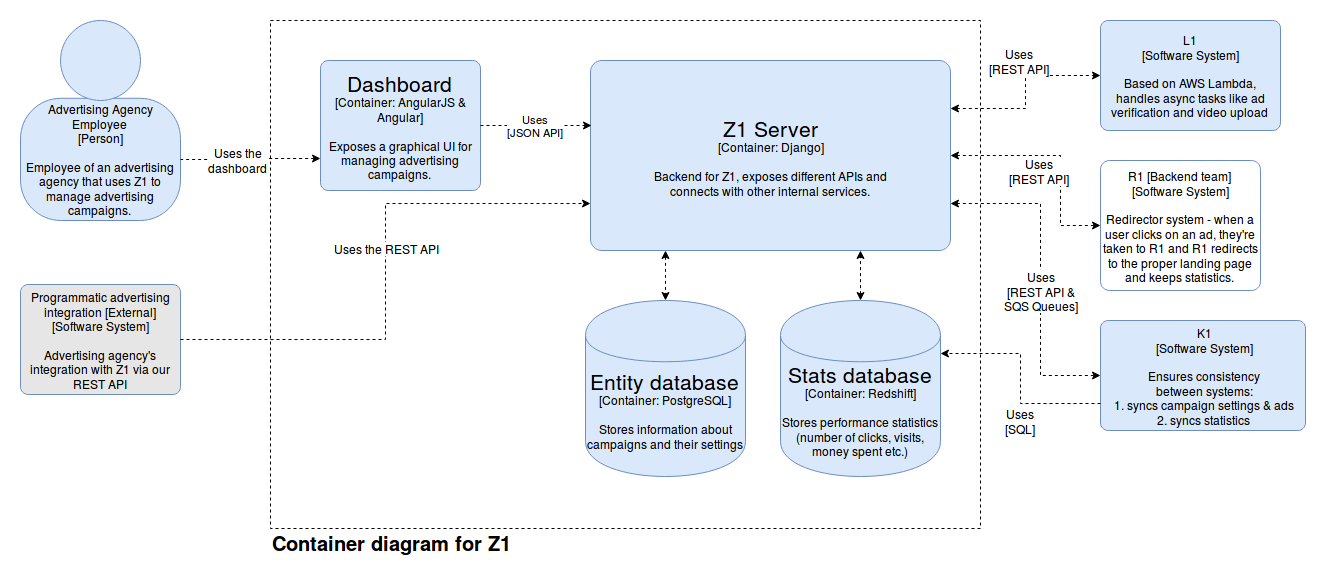 Advertising Agency
Employee
[Person]
Employee of an advertising
agency that uses Z1 to
manage advertising
campaigns.
Uses the
dashboard
Programmatic advertising
integration [External]
[Software System]
Advertising agency's
integration with Z1 via our
REST API
Uses the REST API
Dashboard
[Container: AngularJS &
Angular]
Exposes a graphical UI for
managing advertising
campaigns.
Uses
[JSON API]
Z1 Server
[Container: Django]
Backend for Z1, exposes different APIs and
connects with other internal services.
Entity database
[Container: PostgreSQL]
Stores information about
campaigns and their settings
Stats database
[Container: Redshift]
Stores performance statistics
(number of clicks, visits,
money spent etc.)
Uses
[REST API]
L1
[Software System]
Based on AWS Lambda,
handles async tasks like ad
verification and video upload
Uses
[REST API]
R1 [Backend team]
[Software System]
Redirector system - when a
user clicks on an ad, they're
taken to R1 and R1 redirects
to the proper landing page
and keeps statistics.
Uses
[REST API &
SQS Queues]
K1
[Software System]
Ensures consistency
between systems:
1. syncs campaign settings & ads
2. syncs statistics
Uses
[SQL]
Container diagram for Z1